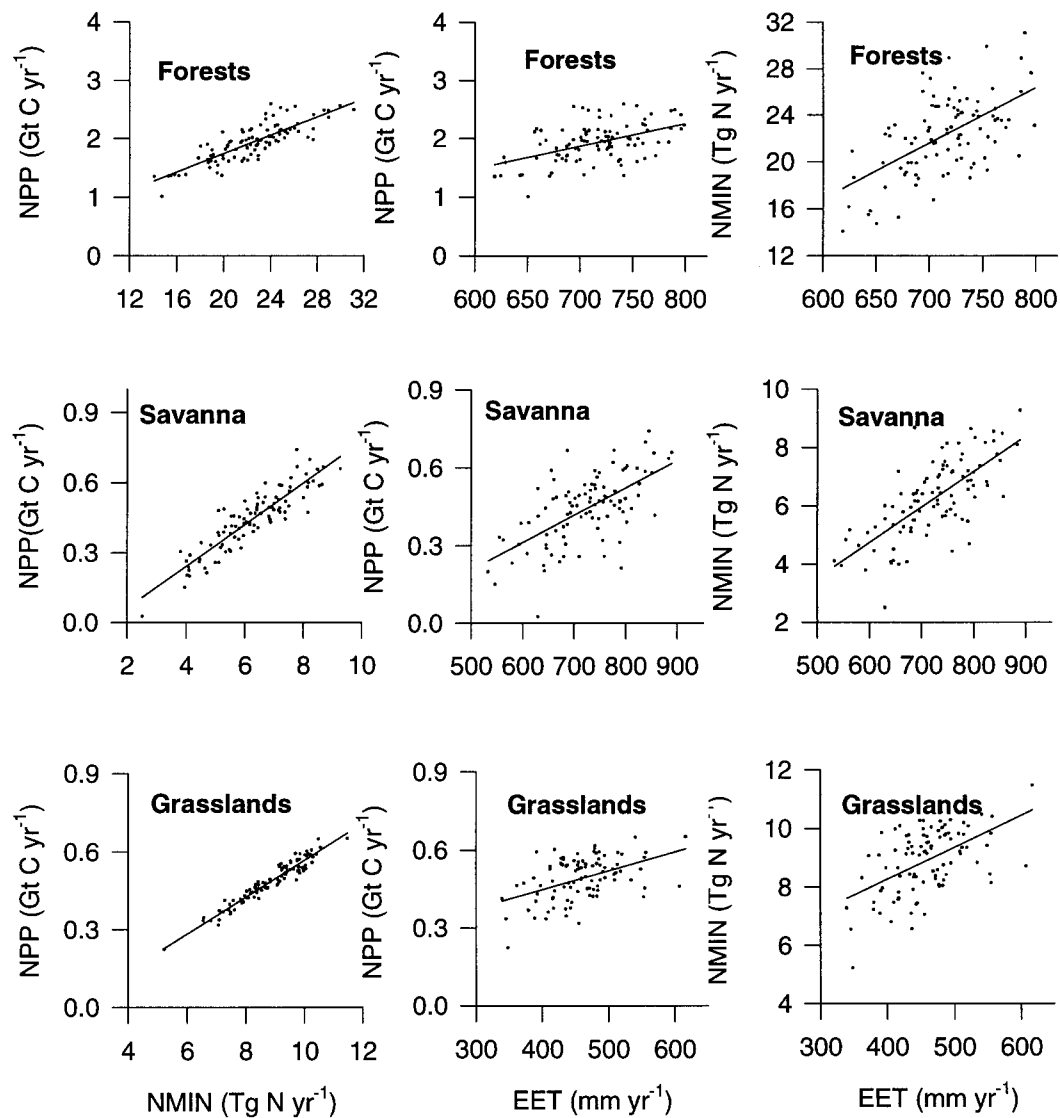 NPP (Gt C yr-1)
4
3
2
1
0
Forests
12 16 20 24 28 32
NPP (Gt C yr-1)
4
3
2
1
0
Forests
600 650 700 750 800
NMIN (Tg N yr-1)
32
28
24
20
16
12
Forests
600 650 700 750 800
NPP(Gt C yr-1)
0.9
0.6
0.3
0.0
Savanna
2 4 6 8 10
NPP (Gt C yr-1)
0.9
0.6
0.3
0.0
Savanna
500 600 700 800 900
NMIN (Tg N yr-1)
10
8
6
4
2
Savanna
500 600 700 800 900
NPP (Gt C yr-1)
0.9
0.6
0.3
0.0
Grasslands
4 6 8 10 12
NMIN (Tg N yr-1)
NPP (Gt C yr-1)
0.9
0.6
0.3
0.0
Grasslands
300 400 500 600
EET (mm yr-1)
NMIN (Tg N yr-1)
12
10
8
6
4
Grasslands
300 400 500 600
EET (mm yr-1)